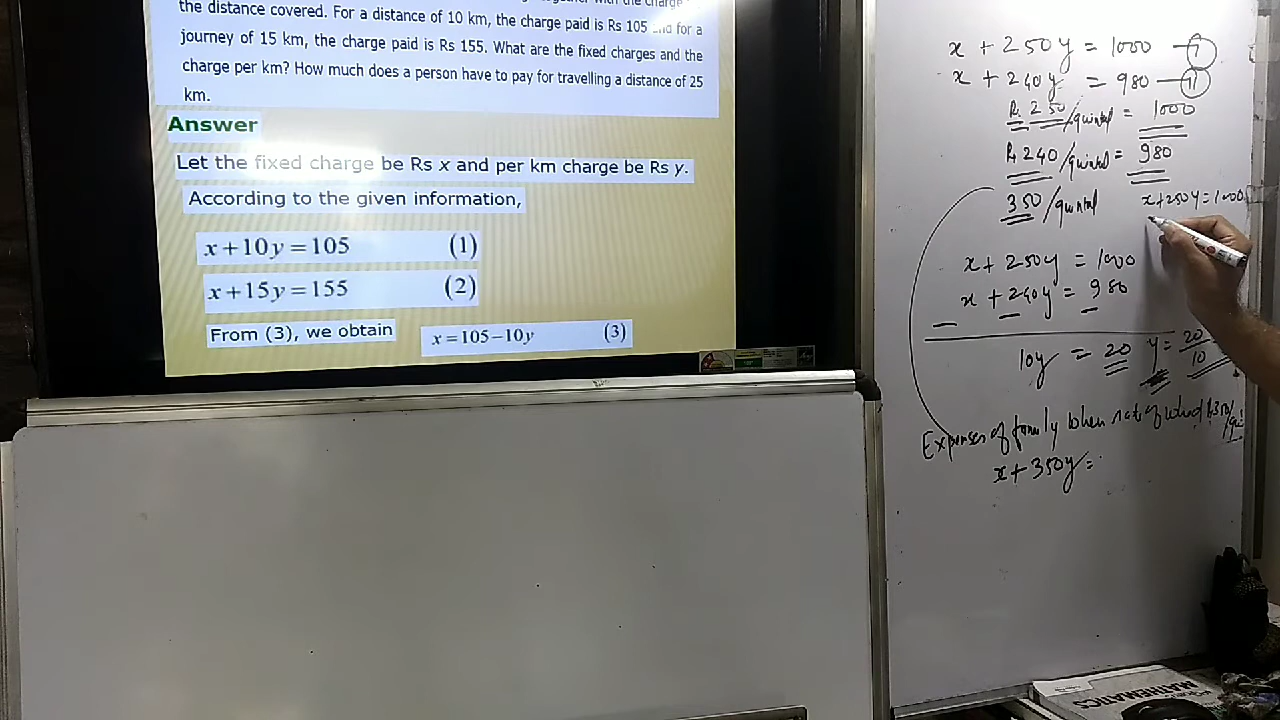 the distance covered. For a distance of 10 km, the charge paid is Rs 105 and for a
journey of 15 km, the charge paid is Rs 155. What are the fixed charges and the
charge per km? How much does a person have to pay for travelling a distance of 25
km.
Answer
Let the fixed charge be Rs x and per km charge be Rs y.
According to the given information,
x + 10y = 105 (1)
x + 15y = 155 (2)
From (3), we obtain x = 105 − 10y (3)
x + 250y = 1000
x + 240y = 980 — (II)
R. 250/quintal = 1000
R 240/quintal = 980
350/quintal x + 250y = 1000
x + 250y = 1000
x + 240y = 980
10y = 20 y = 20/10
Expenses of family when rate of
x + 350y =
MATHEMATICS